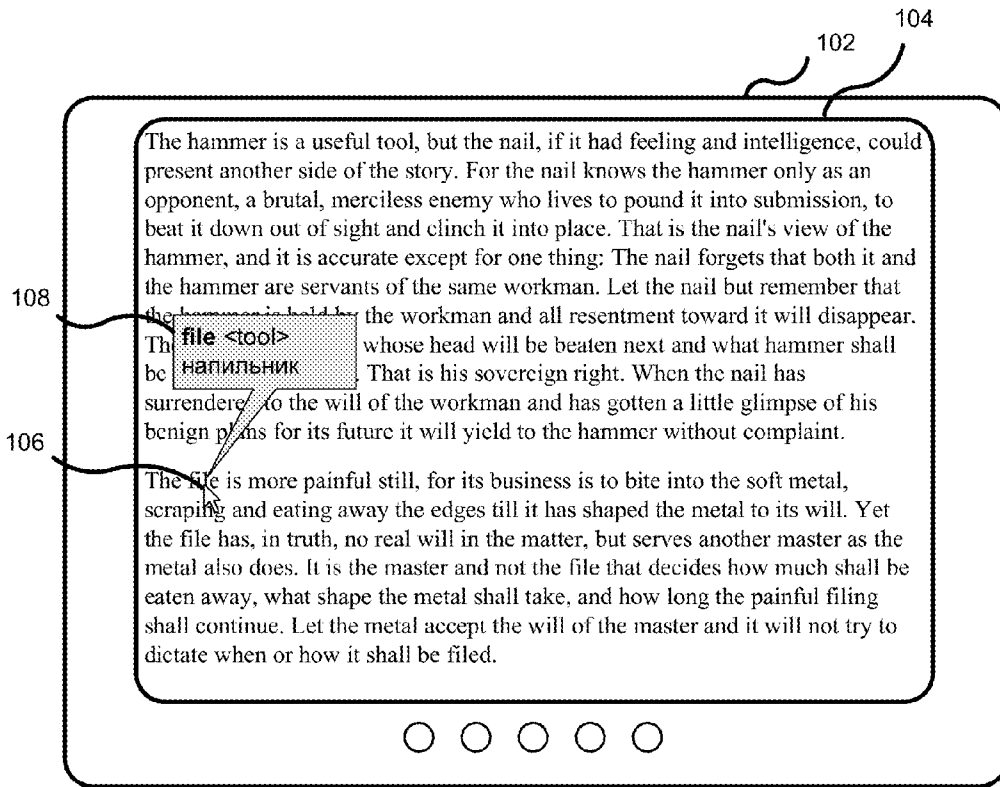 104
102
The hammer is a useful tool, but the nail, if it had feeling and intelligence, could
present another side of the story. For the nail knows the hammer only as an
opponent, a brutal, merciless enemy who lives to pound it into submission, to
beat it down out of sight and clinch it into place. That is the nail's view of the
hammer, and it is accurate except for one thing: The nail forgets that both it and
the hammer are servants of the same workman. Let the nail but remember that
108
the hammer is held by the workman and all resentment toward it will disappear.
file <tool>
напильник
The whose head will be beaten next and what hammer shall
be . That is his sovereign right. When the nail has
surrendered to the will of the workman and has gotten a little glimpse of his
benign plans for its future it will yield to the hammer without complaint.
106
The file is more painful still, for its business is to bite into the soft metal,
scraping and eating away the edges till it has shaped the metal to its will. Yet
the file has, in truth, no real will in the matter, but serves another master as the
metal also does. It is the master and not the file that decides how much shall be
eaten away, what shape the metal shall take, and how long the painful filing
shall continue. Let the metal accept the will of the master and it will not try to
dictate when or how it shall be filed.